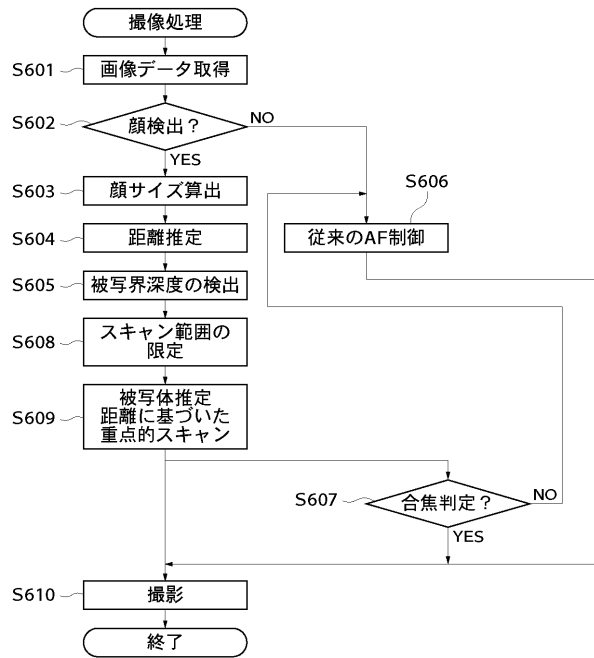 撮像処理
S601
画像データ取得
S602
顔検出？
NO
YES
S603
顔サイズ算出
S606
従来のAF制御
S604
距離推定
S605
被写界深度の検出
S608
スキャン範囲の
限定
S609
被写体推定
距離に基づいた
重点的スキャン
S607
合焦判定？
NO
YES
S610
撮影
終了